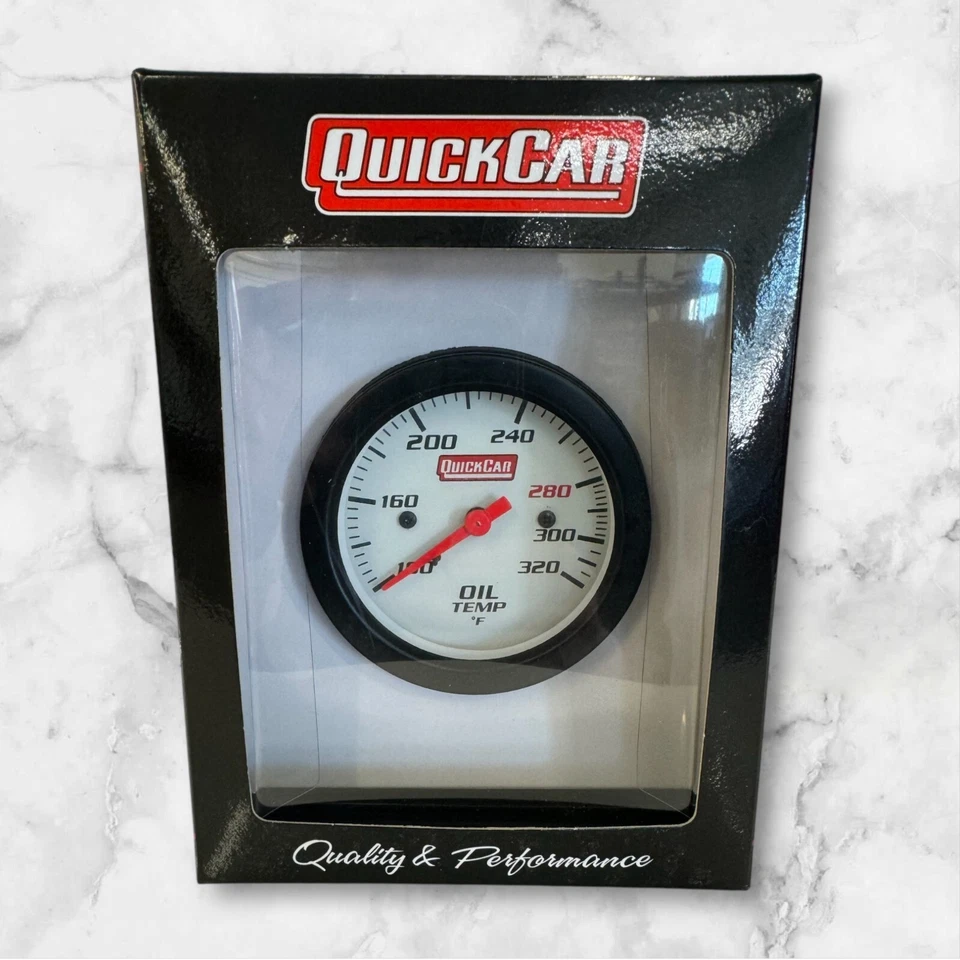 QUICKCAR
200 240
QUICKCAR
160 280
300
320
OIL
TEMP
°F
Quality & Performance